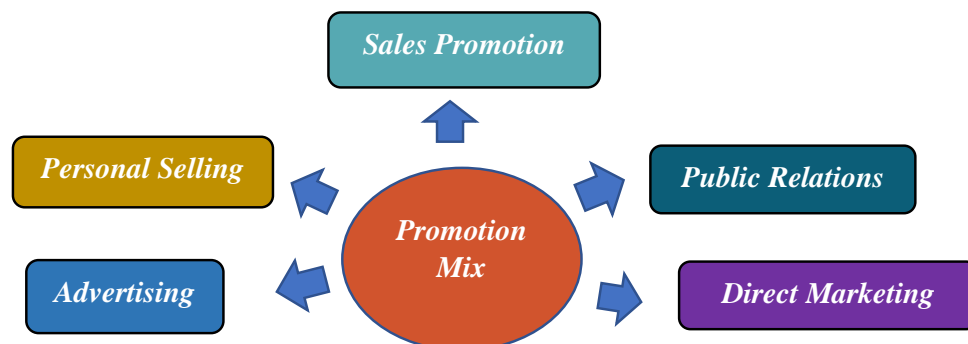 Sales Promotion
Personal Selling
Public Relations
Promotion
Mix
Advertising
Direct Marketing